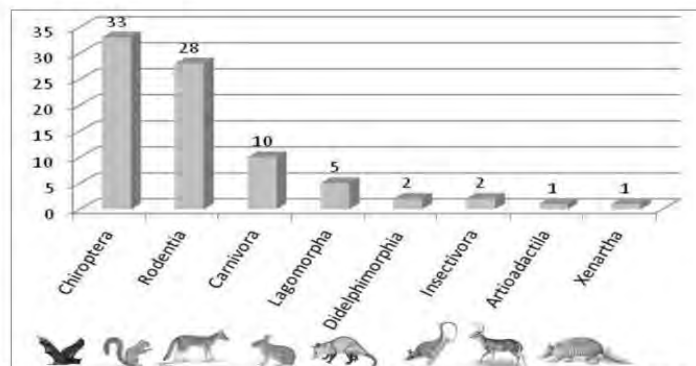 35
30
25
20
15
10
5
0
33
28
10
5
2
2
1
1
Chiroptera
Rodentia
Carnivora
Lagomorpha
Didelphimorphia
Insectivora
Artioadactila
Xenartha